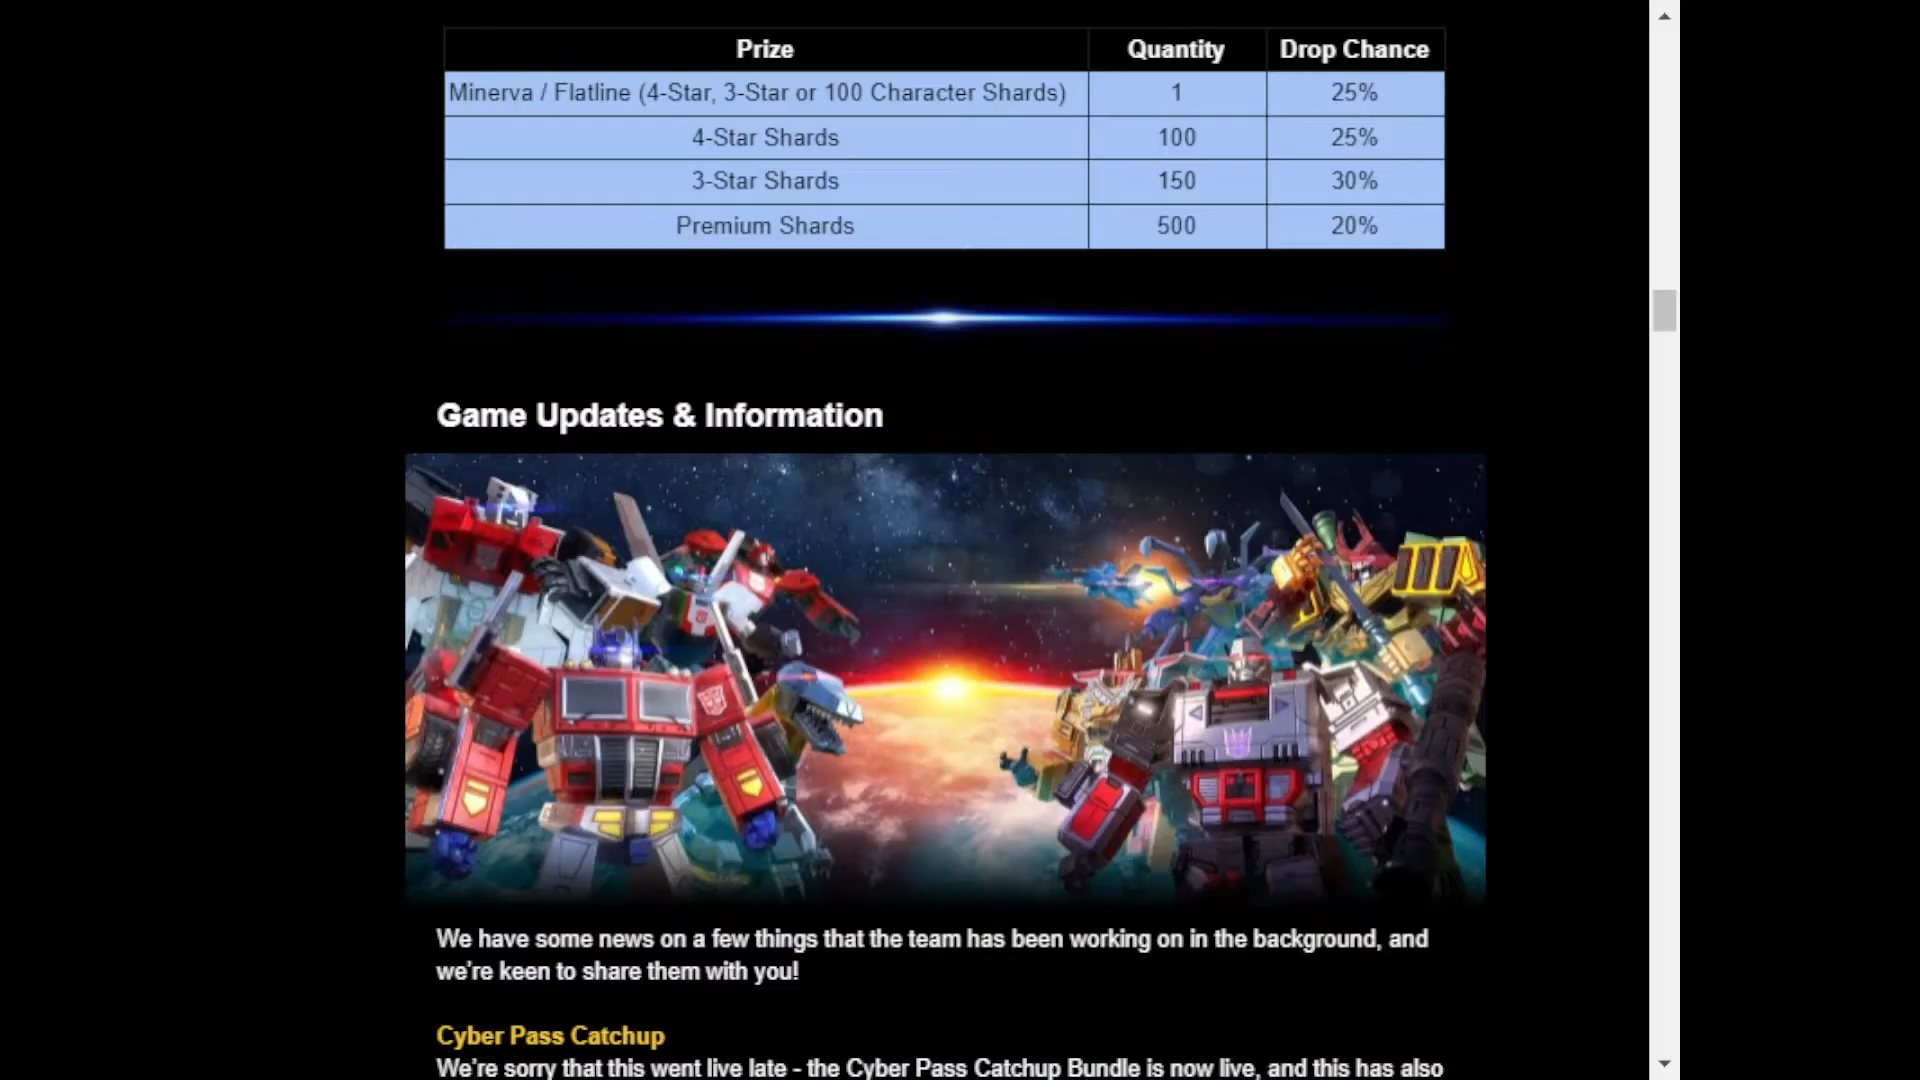 Prize Quantity Drop Chance
Minerva / Flatline (4-Star, 3-Star or 100 Character Shards) 1 25%
4-Star Shards 100 25%
3-Star Shards 150 30%
Premium Shards 500 20%
Game Updates & Information
We have some news on a few things that the team has been working on in the background, and
we're keen to share them with you!
Cyber Pass Catchup
We're sorry that this went live late - the Cyber Pass Catchup Bundle is now live, and this has also